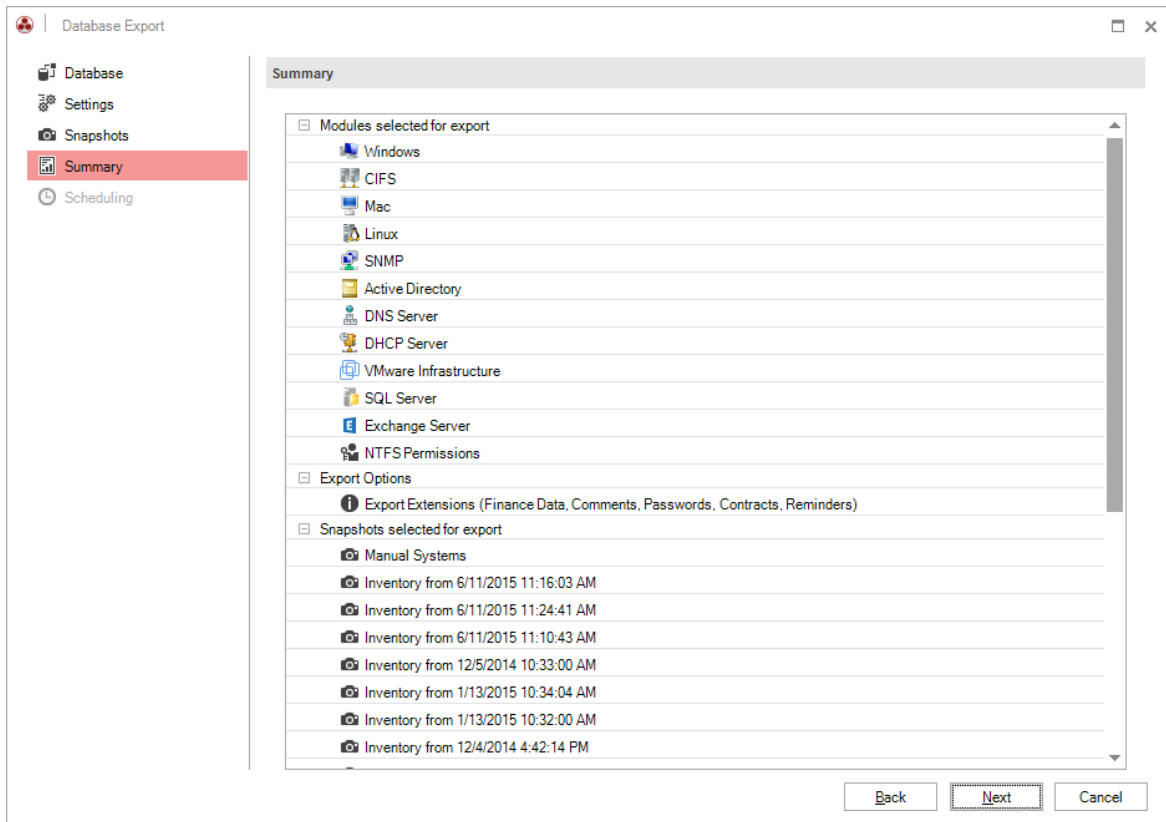 Database Export
Database
Settings
Snapshots
Summary
Scheduling
Summary
Modules selected for export
Windows
CIFS
Mac
Linux
SNMP
Active Directory
DNS Server
DHCP Server
VMware Infrastructure
SQL Server
Exchange Server
NTFS Permissions
Export Options
Export Extensions (Finance Data, Comments, Passwords, Contracts, Reminders)
Snapshots selected for export
Manual Systems
Inventory from 6/11/2015 11:16:03 AM
Inventory from 6/11/2015 11:24:41 AM
Inventory from 6/11/2015 11:10:43 AM
Inventory from 12/5/2014 10:33:00 AM
Inventory from 1/13/2015 10:34:04 AM
Inventory from 1/13/2015 10:32:00 AM
Inventory from 12/4/2014 4:42:14 PM
Back Next Cancel